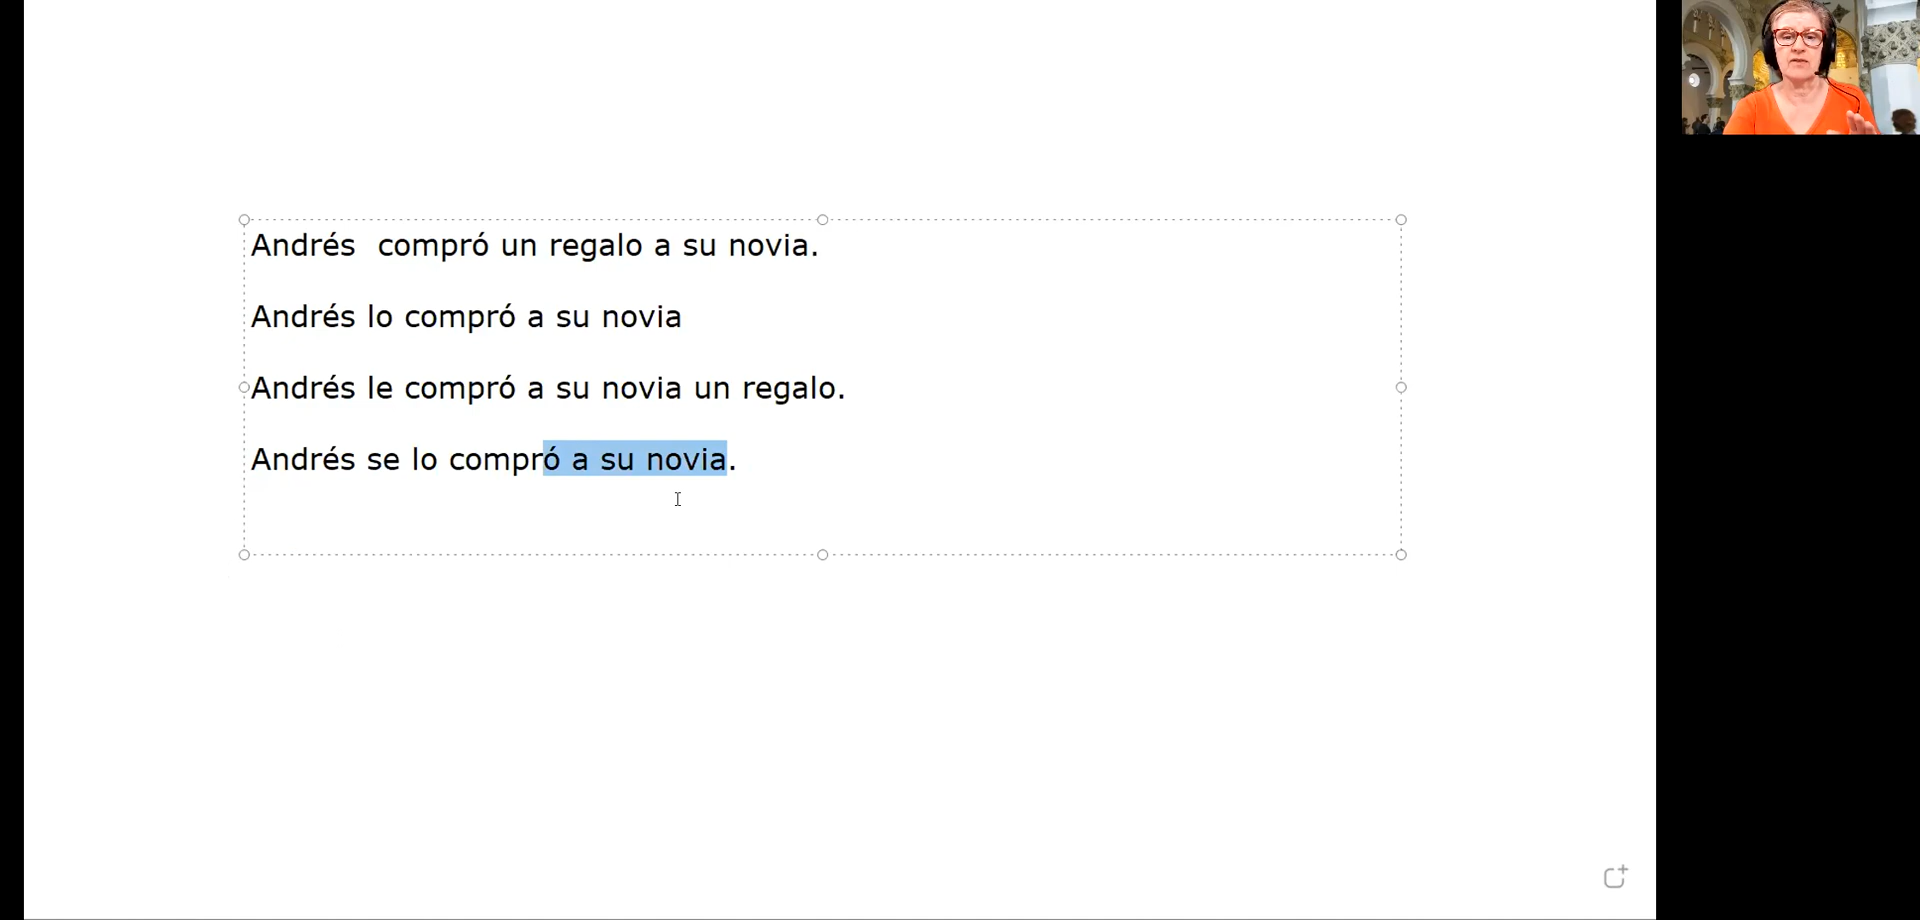 Andrés  compró un regalo a su novia.
Andrés lo compró a su novia
Andrés le compró a su novia un regalo.
Andrés se lo compró a su novia.